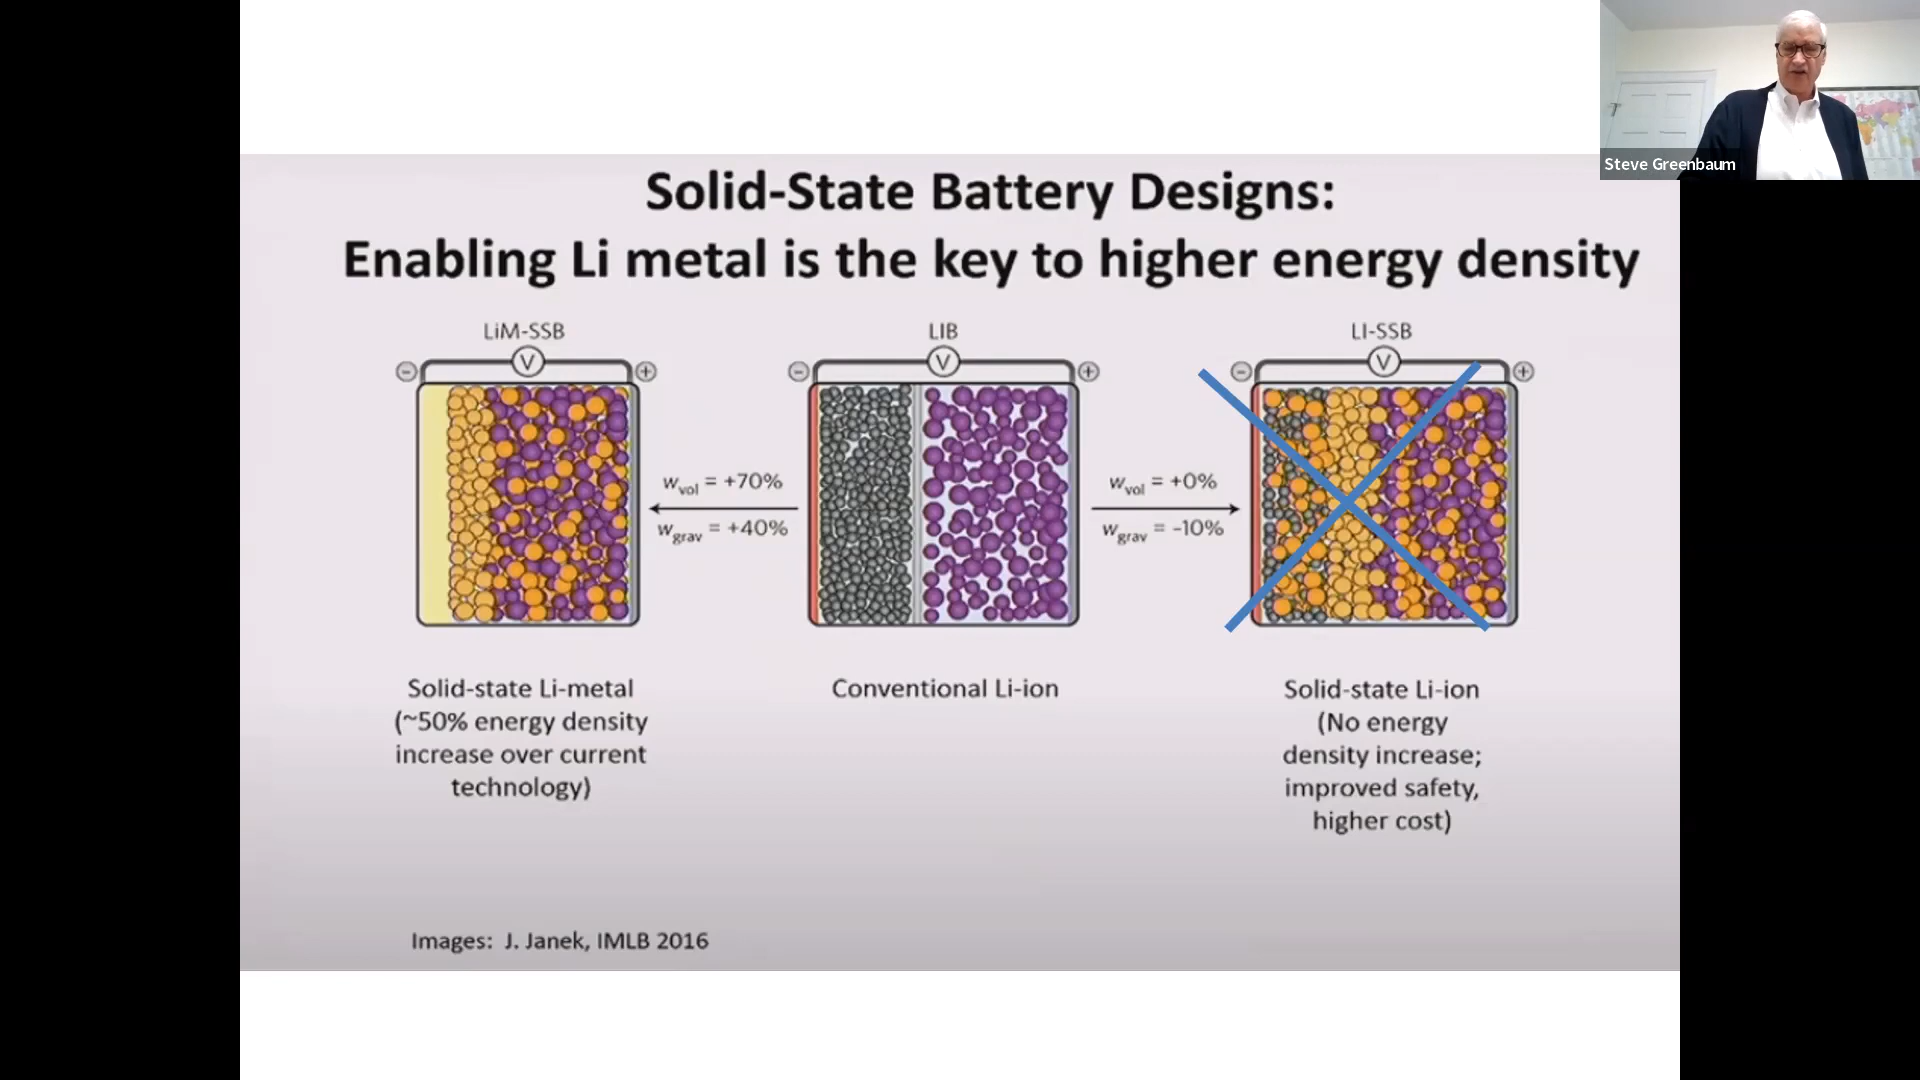 Steve Greenbaum
Solid-State Battery Designs:
Enabling Li metal is the key to higher energy density
LiM-SSB
LIB
LI-SSB
− V +
− V +
− V +
w_vol = +70%
w_grav = +40%
w_vol = +0%
w_grav = -10%
Solid-state Li-metal
(~50% energy density
increase over current
technology)
Conventional Li-ion
Solid-state Li-ion
(No energy
density increase;
improved safety,
higher cost)
Images: J. Janek, IMLB 2016